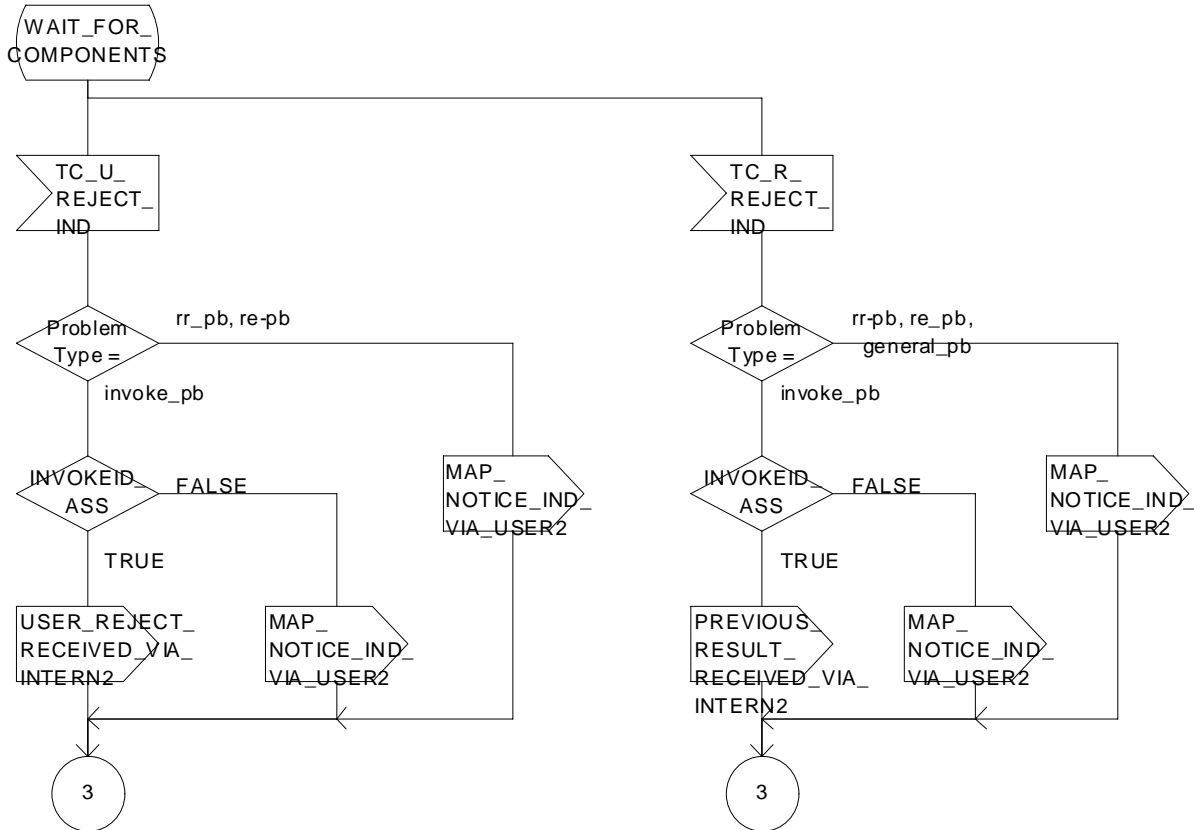 WAIT_FOR_
COMPONENTS
TC_U_
REJECT_
IND
TC_R_
REJECT_
IND
Problem
Type =
rr_pb, re-pb
invoke_pb
Problem
Type =
rr-pb, re_pb,
general_pb
invoke_pb
INVOKEID_
ASS
FALSE
TRUE
MAP_
NOTICE_IND_
VIA_USER2
INVOKEID_
ASS
FALSE
TRUE
MAP_
NOTICE_IND_
VIA_USER2
USER_REJECT_
RECEIVED_VIA_
INTERN2
MAP_
NOTICE_IND_
VIA_USER2
PREVIOUS_
RESULT_
RECEIVED_VIA_
INTERN2
MAP_
NOTICE_IND_
VIA_USER2
3
3